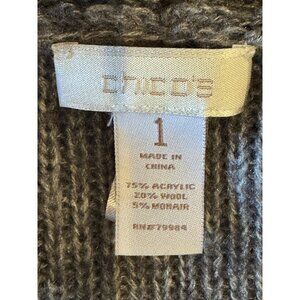 chico's
1
MADE IN
CHINA
75% ACRYLIC
20% WOOL
5% MOHAIR
RN#79984